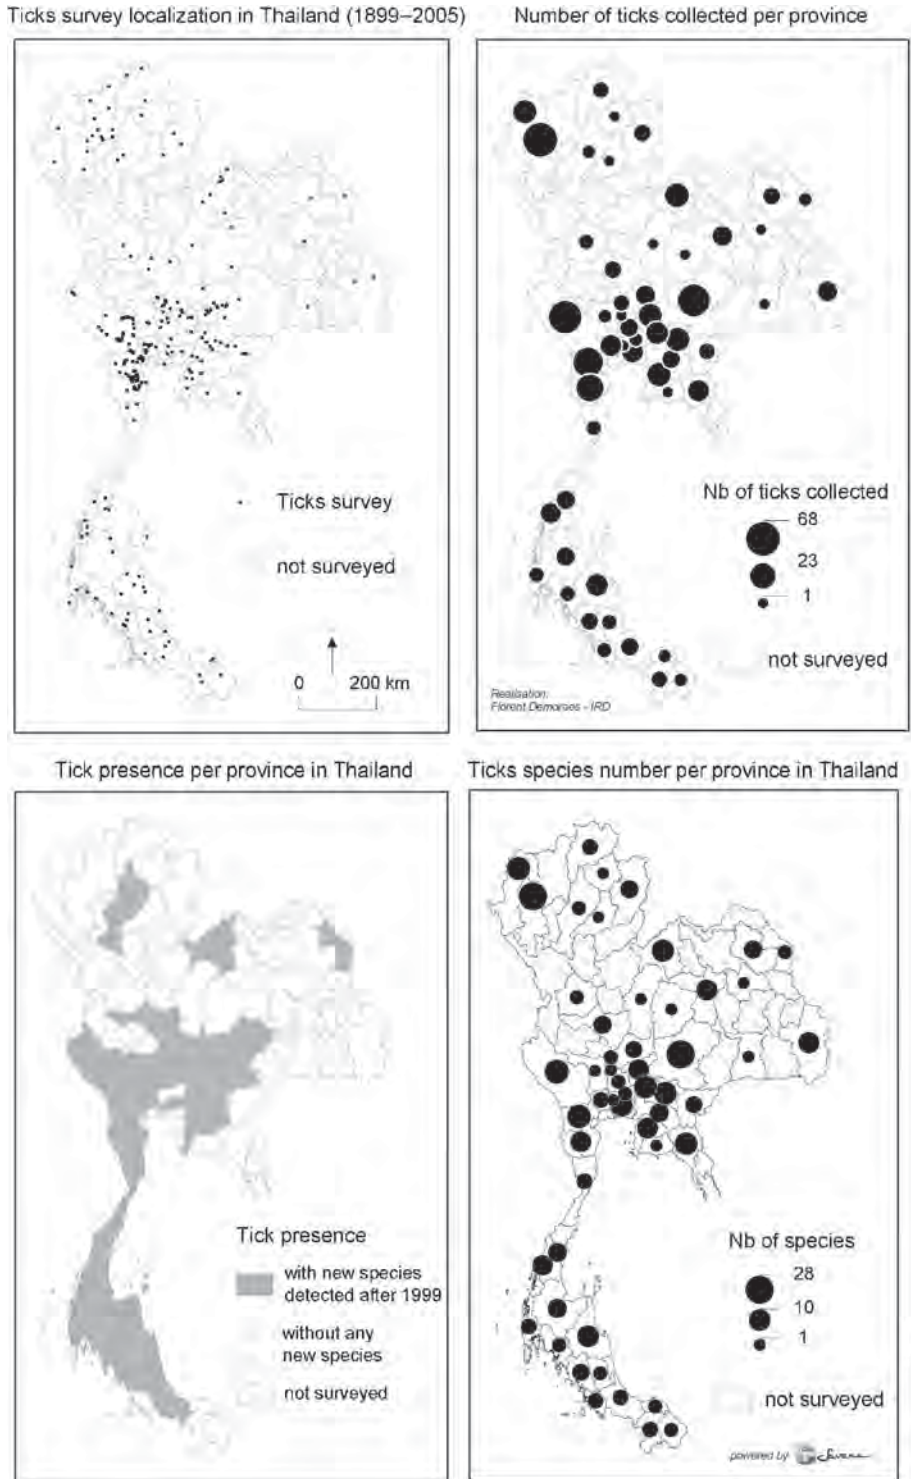 Ticks survey localization in Thailand (1899–2005)
Number of ticks collected per province
Ticks survey
not surveyed
0 200 km
Nb of ticks collected
68
23
1
not surveyed
Realisation:
Florent Demoraes - IRD
Tick presence per province in Thailand
Ticks species number per province in Thailand
Tick presence
with new species
detected after 1999
without any
new species
not surveyed
Nb of species
28
10
1
not surveyed
powered by